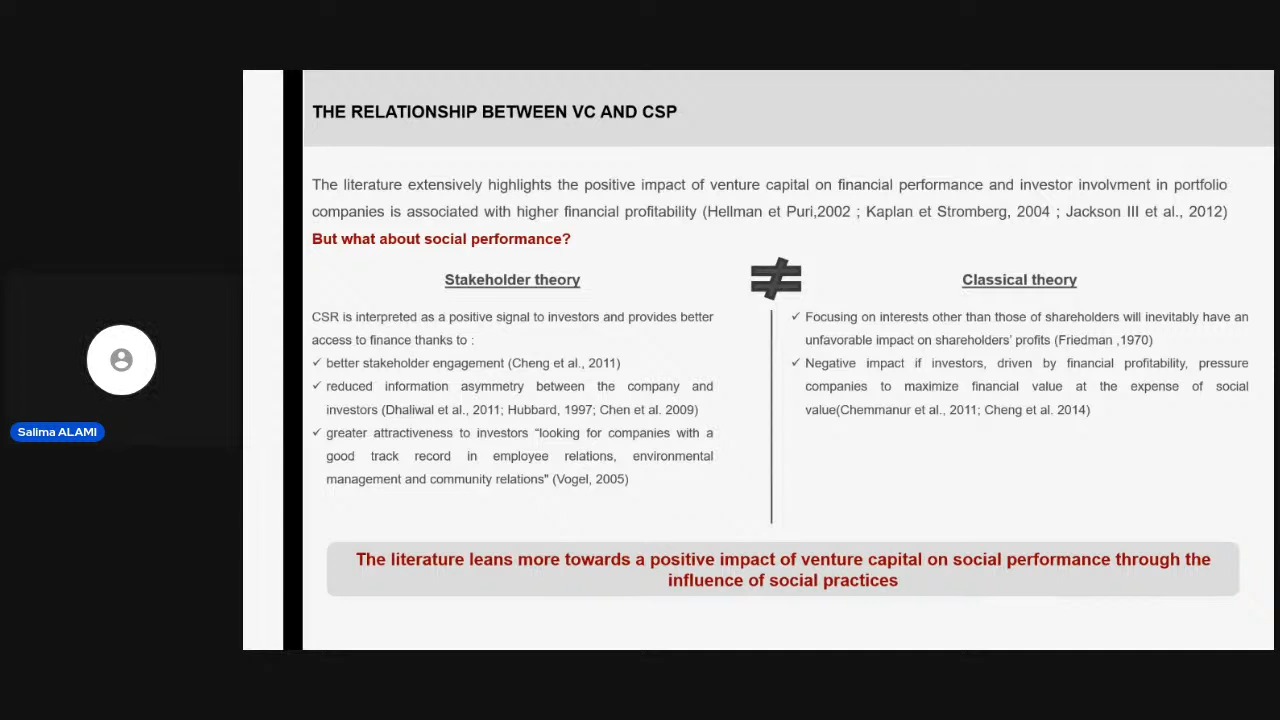 THE RELATIONSHIP BETWEEN VC AND CSP
The literature extensively highlights the positive impact of venture capital on financial performance and investor involvment in portfolio
companies is associated with higher financial profitability (Hellman et Puri,2002 ; Kaplan et Stromberg, 2004 ; Jackson III et al., 2012)
But what about social performance?
Stakeholder theory
CSR is interpreted as a positive signal to investors and provides better
access to finance thanks to :
✓ better stakeholder engagement (Cheng et al., 2011)
✓ reduced information asymmetry between the company and
investors (Dhaliwal et al., 2011; Hubbard, 1997; Chen et al. 2009)
✓ greater attractiveness to investors “looking for companies with a
good track record in employee relations, environmental
management and community relations" (Vogel, 2005)
≠
Classical theory
✓ Focusing on interests other than those of shareholders will inevitably have an
unfavorable impact on shareholders’ profits (Friedman ,1970)
✓ Negative impact if investors, driven by financial profitability, pressure
companies to maximize financial value at the expense of social
value(Chemmanur et al., 2011; Cheng et al. 2014)
The literature leans more towards a positive impact of venture capital on social performance through the
influence of social practices
Salima ALAMI